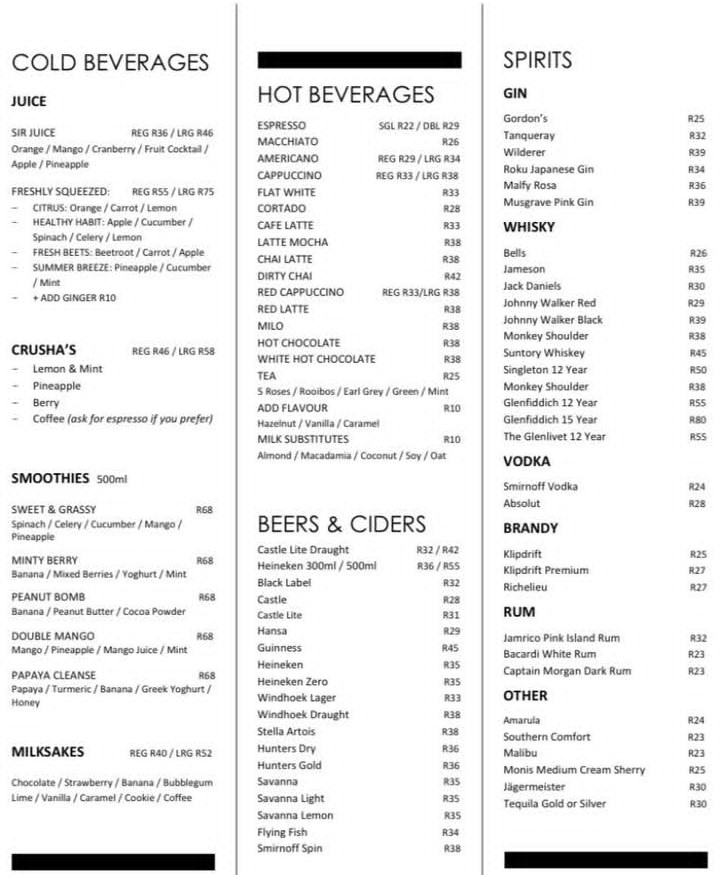 COLD BEVERAGES
JUICE
SIR JUICE REG R36 / LRG R46
Orange / Mango / Cranberry / Fruit Cocktail /
Apple / Pineapple
FRESHLY SQUEEZED: REG R55 / LRG R75
– CITRUS: Orange / Carrot / Lemon
– HEALTHY HABIT: Apple / Cucumber /
Spinach / Celery / Lemon
– FRESH BEETS: Beetroot / Carrot / Apple
– SUMMER BREEZE: Pineapple / Cucumber
/ Mint
– + ADD GINGER R10
CRUSHA'S REG R46 / LRG R58
– Lemon & Mint
– Pineapple
– Berry
– Coffee (ask for espresso if you prefer)
SMOOTHIES 500ml
SWEET & GRASSY R68
Spinach / Celery / Cucumber / Mango /
Pineapple
MINTY BERRY R68
Banana / Mixed Berries / Yoghurt / Mint
PEANUT BOMB R68
Banana / Peanut Butter / Cocoa Powder
DOUBLE MANGO R68
Mango / Pineapple / Mango Juice / Mint
PAPAYA CLEANSE R68
Papaya / Turmeric / Banana / Greek Yoghurt /
Honey
MILKSAKES REG R40 / LRG R52
Chocolate / Strawberry / Banana / Bubblegum
Lime / Vanilla / Caramel / Cookie / Coffee
HOT BEVERAGES
ESPRESSO SGL R22 / DBL R29
MACCHIATO R26
AMERICANO REG R29 / LRG R34
CAPPUCCINO REG R33 / LRG R38
FLAT WHITE R33
CORTADO R28
CAFE LATTE R33
LATTE MOCHA R38
CHAI LATTE R38
DIRTY CHAI R42
RED CAPPUCCINO REG R33/LRG R38
RED LATTE R38
MILO R38
HOT CHOCOLATE R38
WHITE HOT CHOCOLATE R38
TEA R25
5 Roses / Rooibos / Earl Grey / Green / Mint
ADD FLAVOUR R10
Hazelnut / Vanilla / Caramel
MILK SUBSTITUTES R10
Almond / Macadamia / Coconut / Soy / Oat
BEERS & CIDERS
Castle Lite Draught R32 / R42
Heineken 300ml / 500ml R36 / R55
Black Label R32
Castle R28
Castle Lite R31
Hansa R29
Guinness R45
Heineken R35
Heineken Zero R35
Windhoek Lager R33
Windhoek Draught R38
Stella Artois R38
Hunters Dry R36
Hunters Gold R36
Savanna R35
Savanna Light R35
Savanna Lemon R35
Flying Fish R34
Smirnoff Spin R38
SPIRITS
GIN
Gordon's R25
Tanqueray R32
Wilderer R39
Roku Japanese Gin R34
Malfy Rosa R36
Musgrave Pink Gin R39
WHISKY
Bells R26
Jameson R35
Jack Daniels R30
Johnny Walker Red R29
Johnny Walker Black R39
Monkey Shoulder R38
Suntory Whiskey R45
Singleton 12 Year R50
Monkey Shoulder R38
Glenfiddich 12 Year R55
Glenfiddich 15 Year R80
The Glenlivet 12 Year R55
VODKA
Smirnoff Vodka R24
Absolut R28
BRANDY
Klipdrift R25
Klipdrift Premium R27
Richelieu R27
RUM
Jamrico Pink Island Rum R32
Bacardi White Rum R23
Captain Morgan Dark Rum R23
OTHER
Amarula R24
Southern Comfort R23
Malibu R23
Monis Medium Cream Sherry R25
Jägermeister R30
Tequila Gold or Silver R30